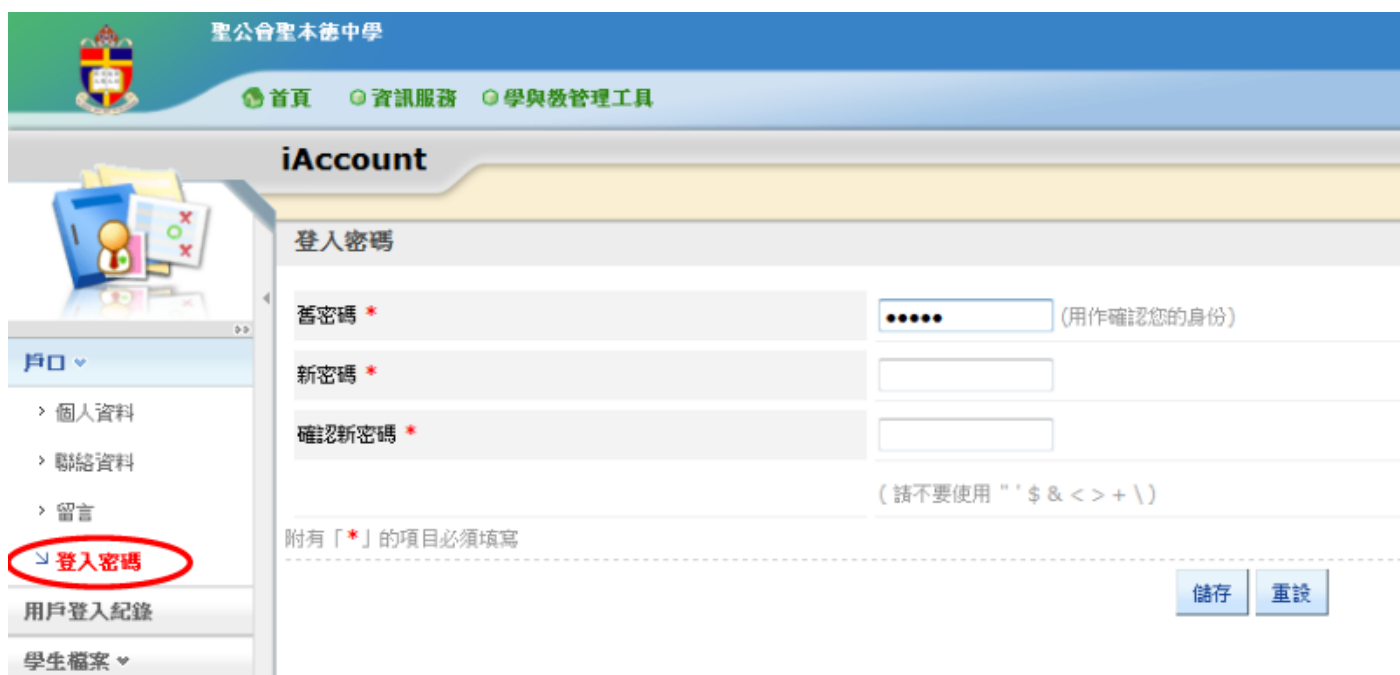 聖公會聖本德中學
首頁 資訊服務 學與教管理工具
iAccount
登入密碼
舊密碼 * ••••• (用作確認您的身份)
新密碼 *
確認新密碼 *
( 請不要使用 " ' $ & < > + \ )
附有「*」的項目必須填寫
儲存 重設
戶口
個人資料
聯絡資料
留言
登入密碼
用戶登入紀錄
學生檔案